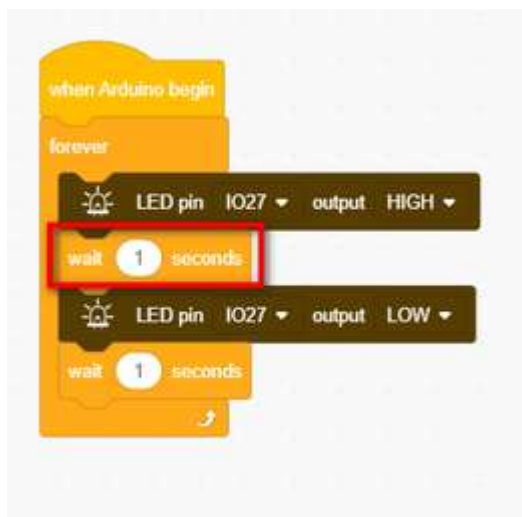 when Arduino begin
forever
LED pin IO27 output HIGH
wait 1 seconds
LED pin IO27 output LOW
wait 1 seconds